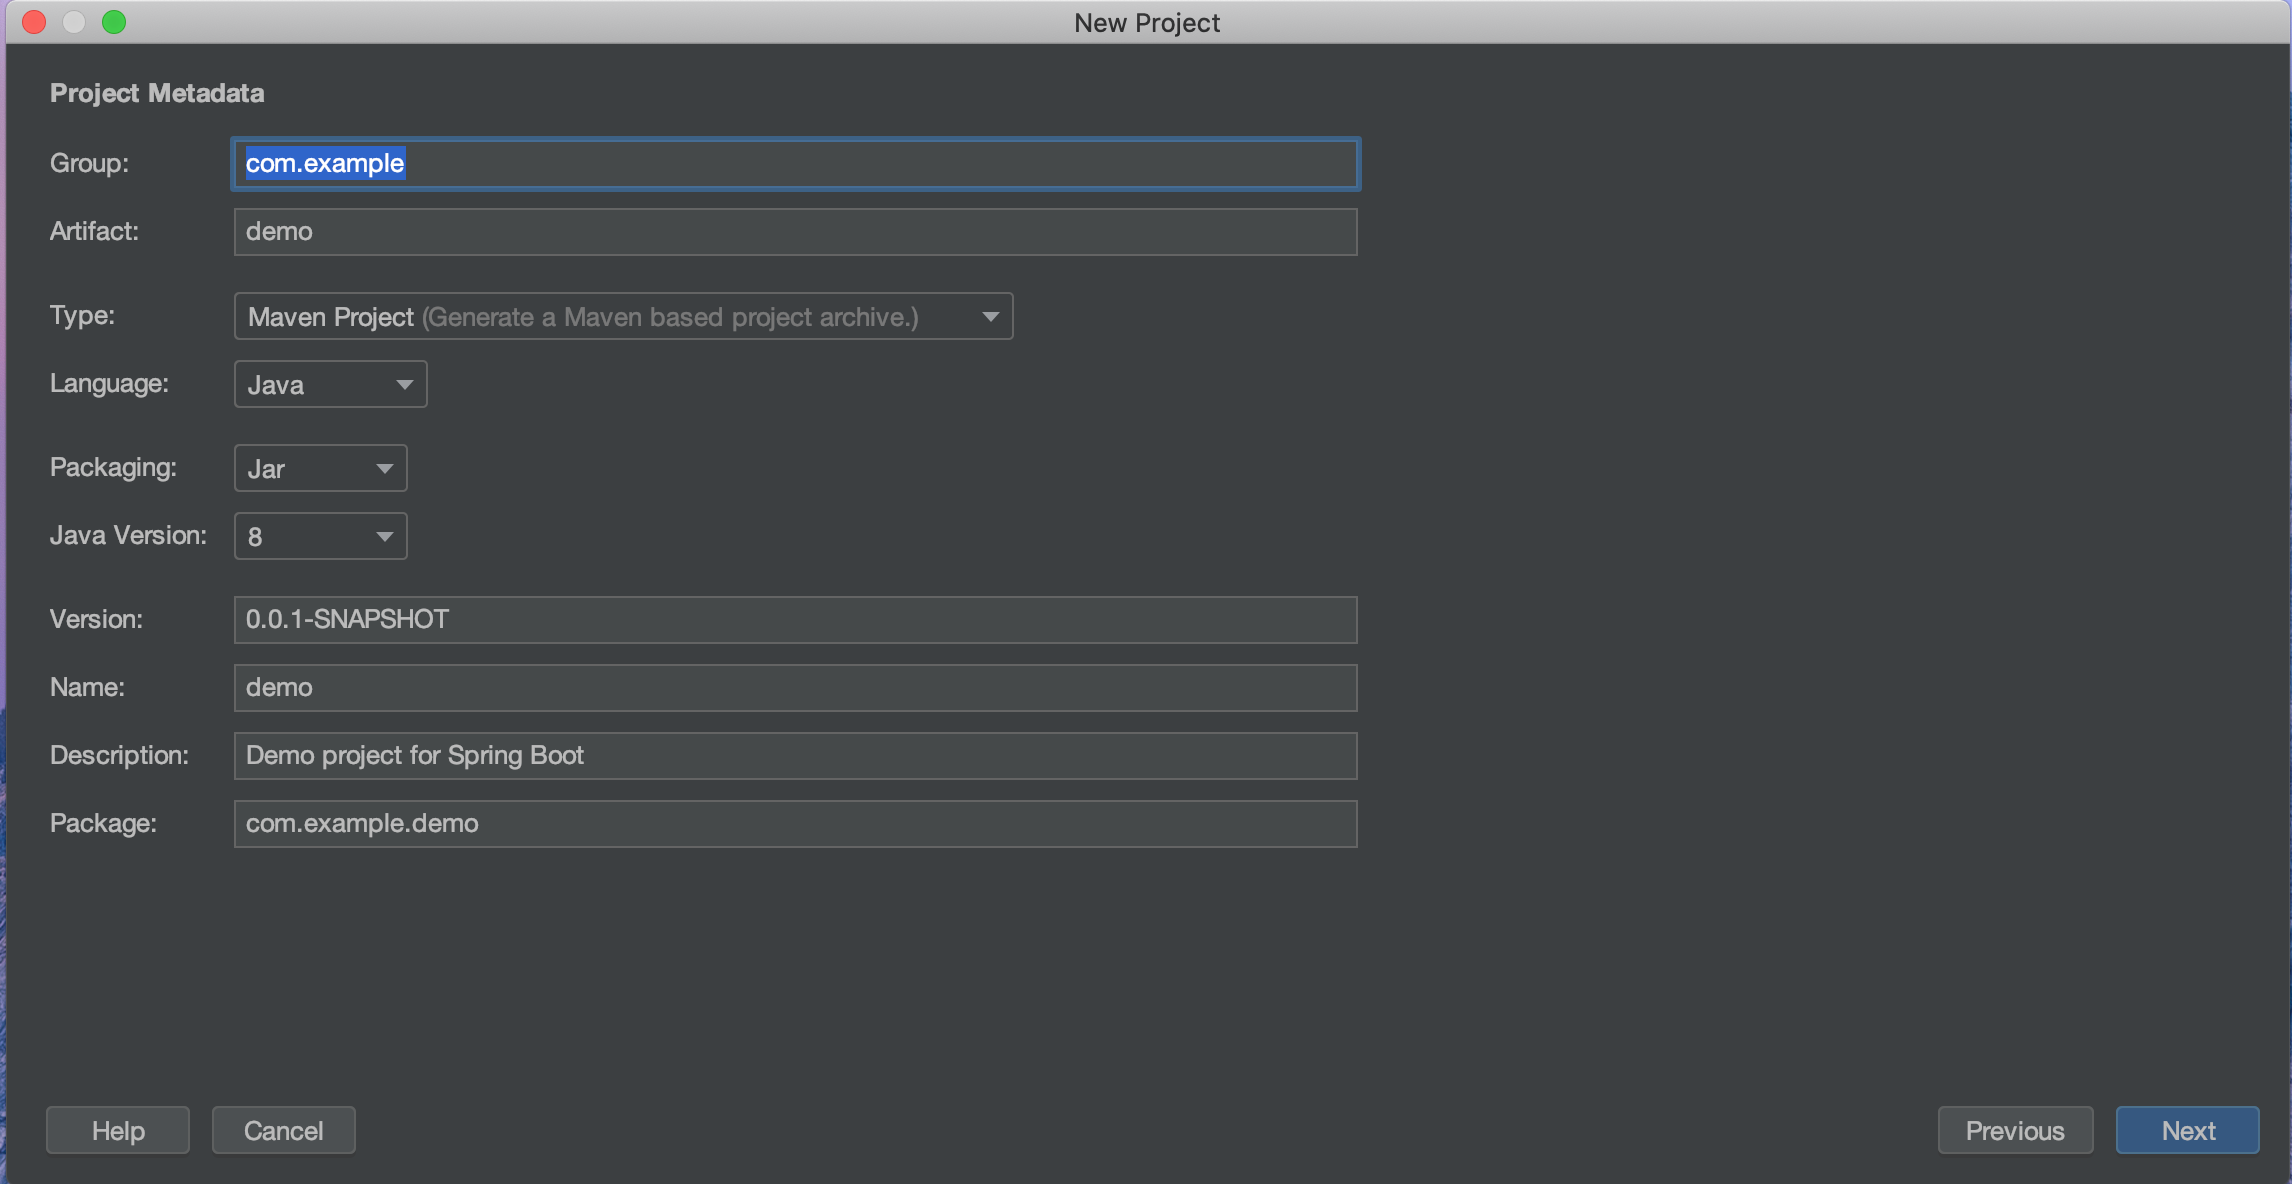 New Project
Project Metadata
Group: com.example
Artifact: demo
Type: Maven Project (Generate a Maven based project archive.)
Language: Java
Packaging: Jar
Java Version: 8
Version: 0.0.1-SNAPSHOT
Name: demo
Description: Demo project for Spring Boot
Package: com.example.demo
Help Cancel Previous Next